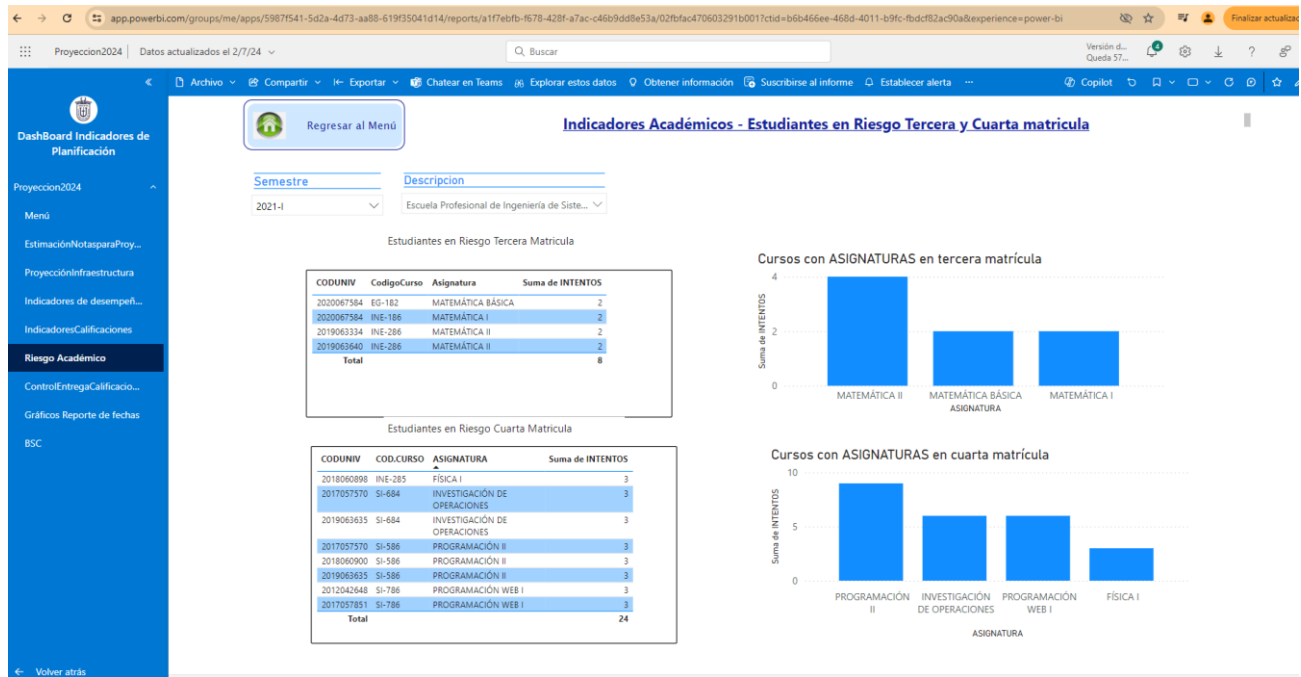 app.powerbi.com/groups/me/apps/5987f541-5d2a-4d73-aa88-619f35041d14/reports/a1f7ebfb-f678-428f-a7ac-c46b9dd8e53a/02fbfac470603291b001?ctid=b6b466ee-468d-4011-b9fc-fbdcf82ac90a&experience=power-bi
Finalizar actualizac
Proyeccion2024 | Datos actualizados el 2/7/24
Buscar
Versión d...
Queda 57...
4
Archivo
Compartir
Exportar
Chatear en Teams
Explorar estos datos
Obtener información
Suscribirse al informe
Establecer alerta
...
Copilot
DashBoard Indicadores de
Planificación
Proyeccion2024
Menú
EstimaciónNotasparaProy...
ProyecciónInfraestructura
Indicadores de desempeñ...
IndicadoresCalificaciones
Riesgo Académico
ControlEntregaCalificacio...
Gráficos Reporte de fechas
BSC
Volver atrás
Regresar al Menú
Indicadores Académicos - Estudiantes en Riesgo Tercera y Cuarta matricula
Semestre
2021-I
Descripcion
Escuela Profesional de Ingeniería de Siste...
Estudiantes en Riesgo Tercera Matricula
CODUNIV CodigoCurso Asignatura Suma de INTENTOS
2020067584 EG-182 MATEMÁTICA BÁSICA 2
2020067584 INE-186 MATEMÁTICA I 2
2019063334 INE-286 MATEMÁTICA II 2
2019063640 INE-286 MATEMÁTICA II 2
Total 8
Cursos con ASIGNATURAS en tercera matrícula
Suma de INTENTOS
4
2
0
MATEMÁTICA II
MATEMÁTICA BÁSICA
MATEMÁTICA I
ASIGNATURA
Estudiantes en Riesgo Cuarta Matricula
CODUNIV COD.CURSO ASIGNATURA Suma de INTENTOS
2018060898 INE-285 FÍSICA I 3
2017057570 SI-684 INVESTIGACIÓN DE 3
OPERACIONES
2019063635 SI-684 INVESTIGACIÓN DE 3
OPERACIONES
2017057570 SI-586 PROGRAMACIÓN II 3
2018060900 SI-586 PROGRAMACIÓN II 3
2019063635 SI-586 PROGRAMACIÓN II 3
2012042648 SI-786 PROGRAMACIÓN WEB I 3
2017057851 SI-786 PROGRAMACIÓN WEB I 3
Total 24
Cursos con ASIGNATURAS en cuarta matrícula
Suma de INTENTOS
10
5
0
PROGRAMACIÓN
II
INVESTIGACIÓN
DE OPERACIONES
PROGRAMACIÓN
WEB I
FÍSICA I
ASIGNATURA